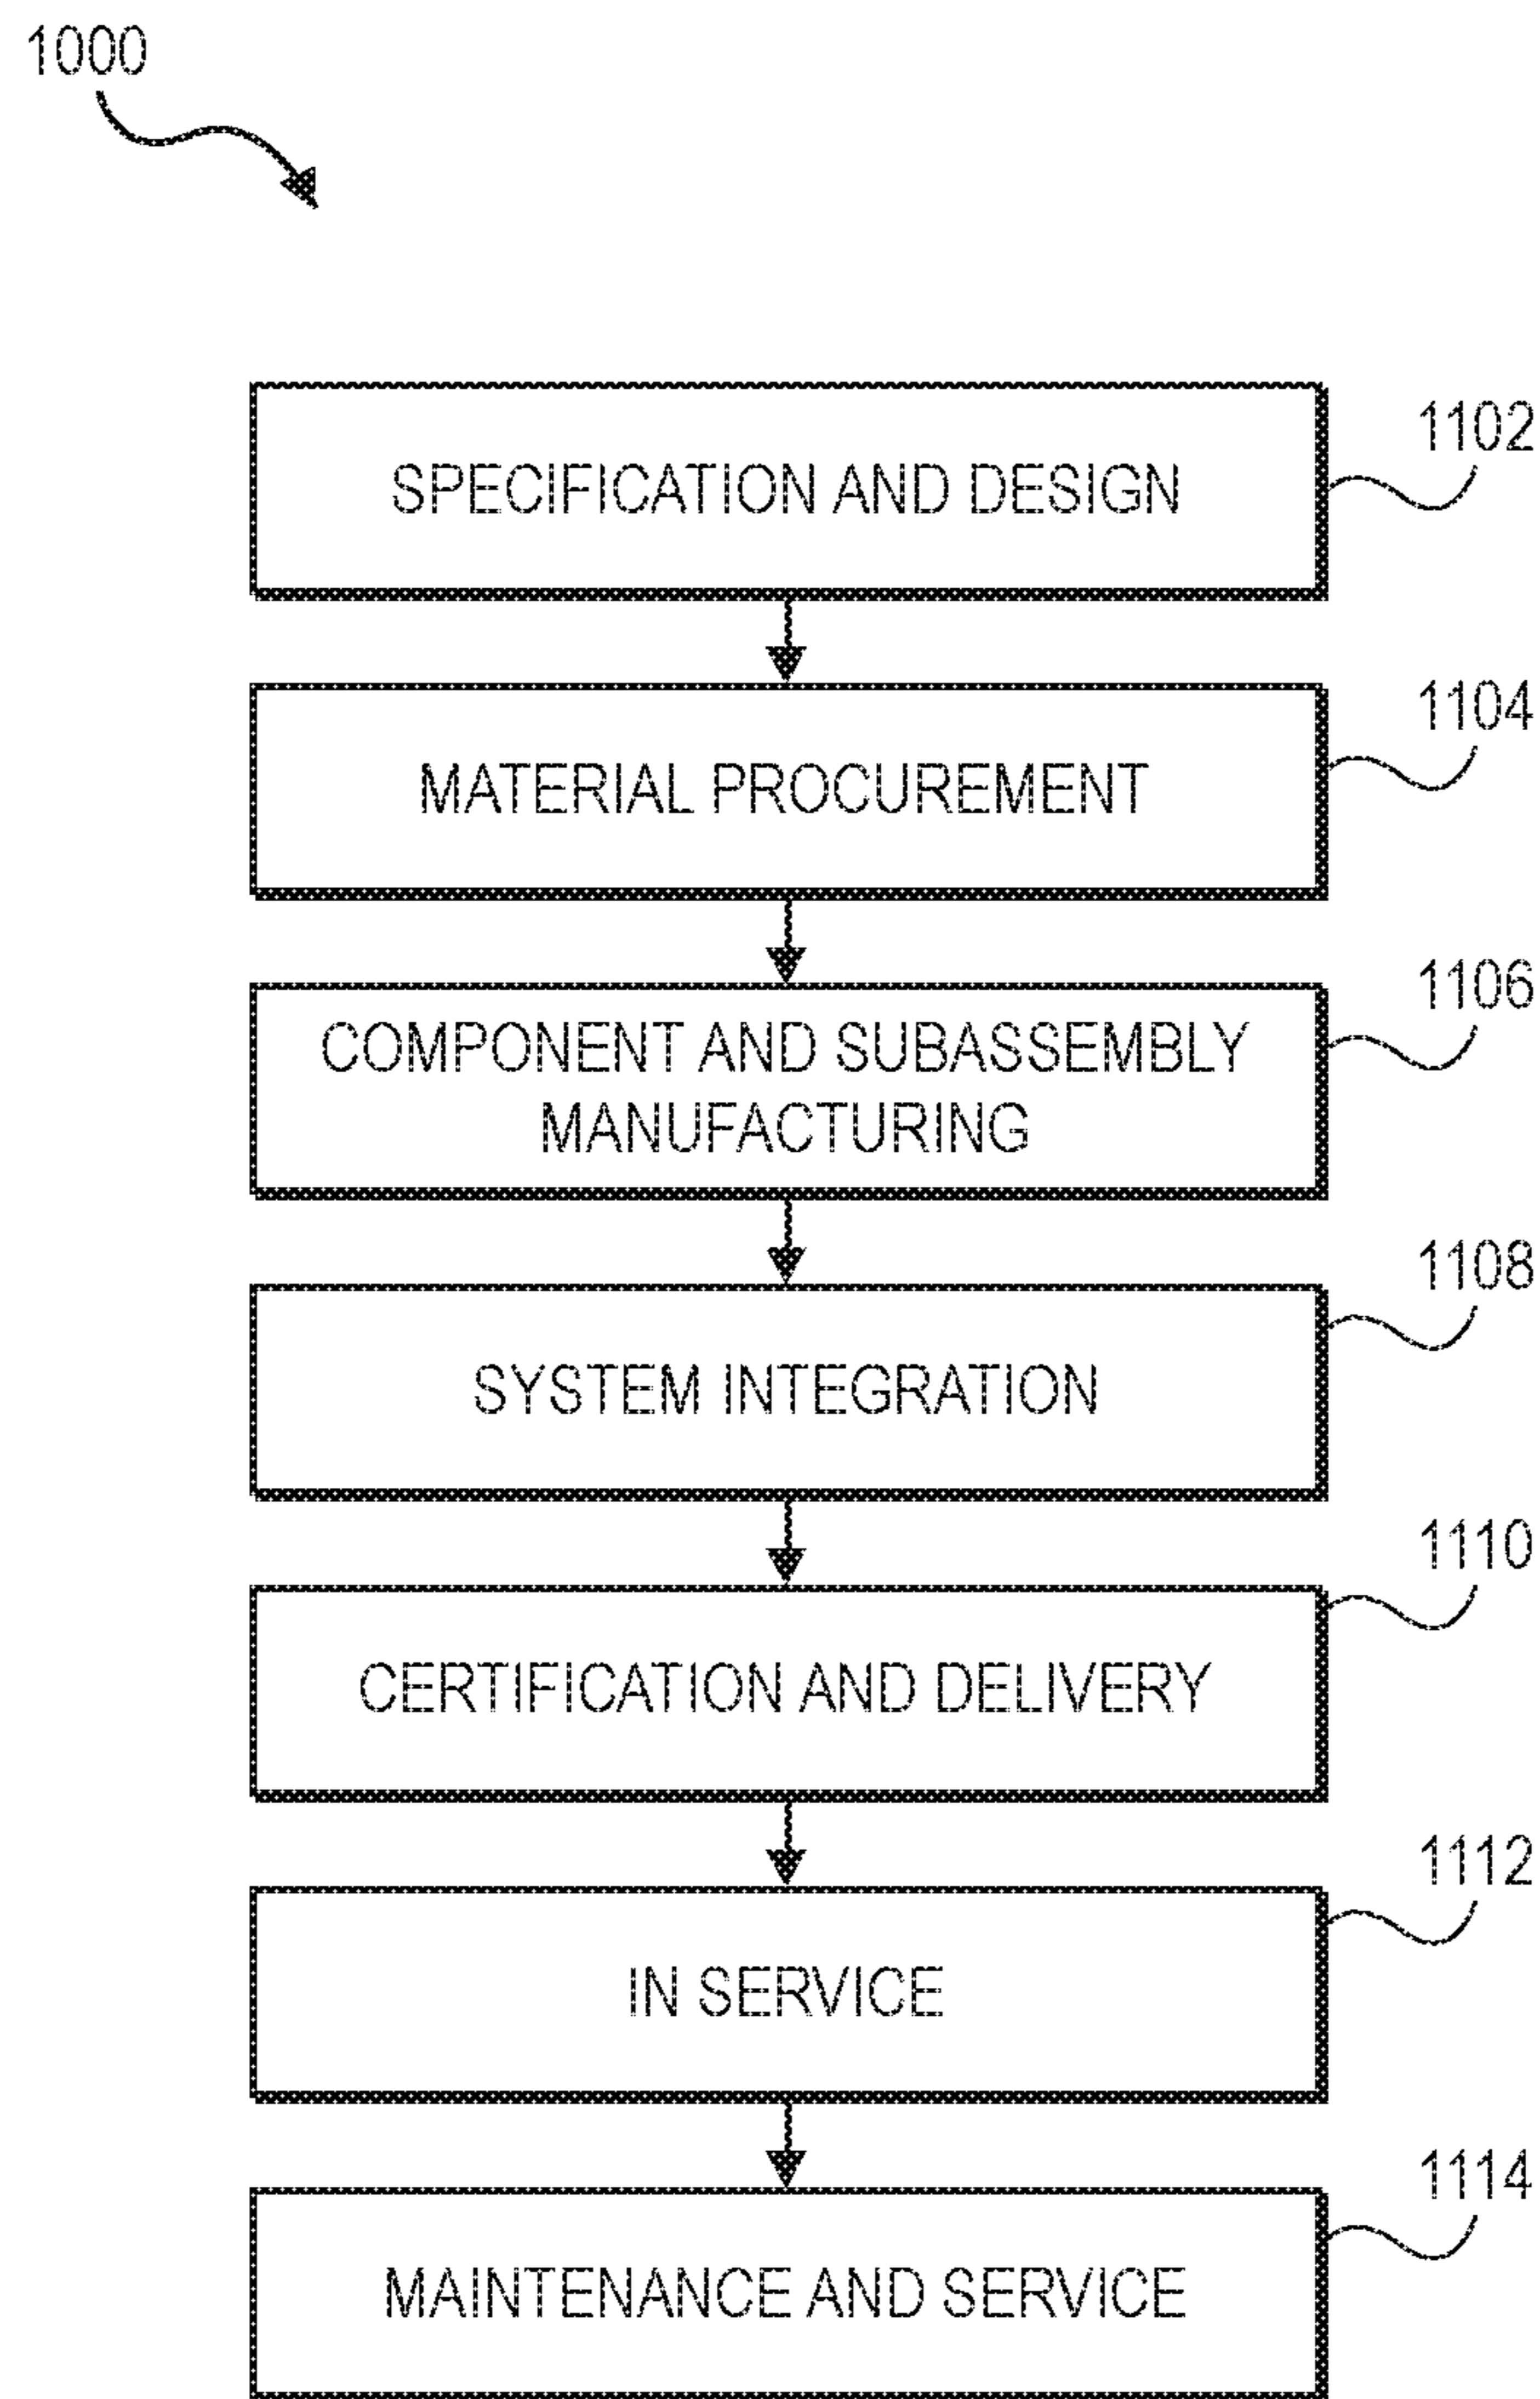 1000
SPECIFICATION AND DESIGN
1102
MATERIAL PROCUREMENT
1104
COMPONENT AND SUBASSEMBLY
MANUFACTURING
1106
SYSTEM INTEGRATION
1108
CERTIFICATION AND DELIVERY
1110
IN SERVICE
1112
MAINTENANCE AND SERVICE
1114